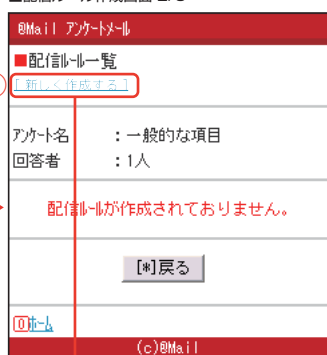 @Mail ｱﾝｹｰﾄﾒｰﾙ
■配信ﾙｰﾙ一覧
[新しく作成する]
ｱﾝｹｰﾄ名 : 一般的な項目
回答者 : 1人
配信ﾙｰﾙが作成されておりません。
[*]戻る
[0]ﾎｰﾑ
(c)@Mail